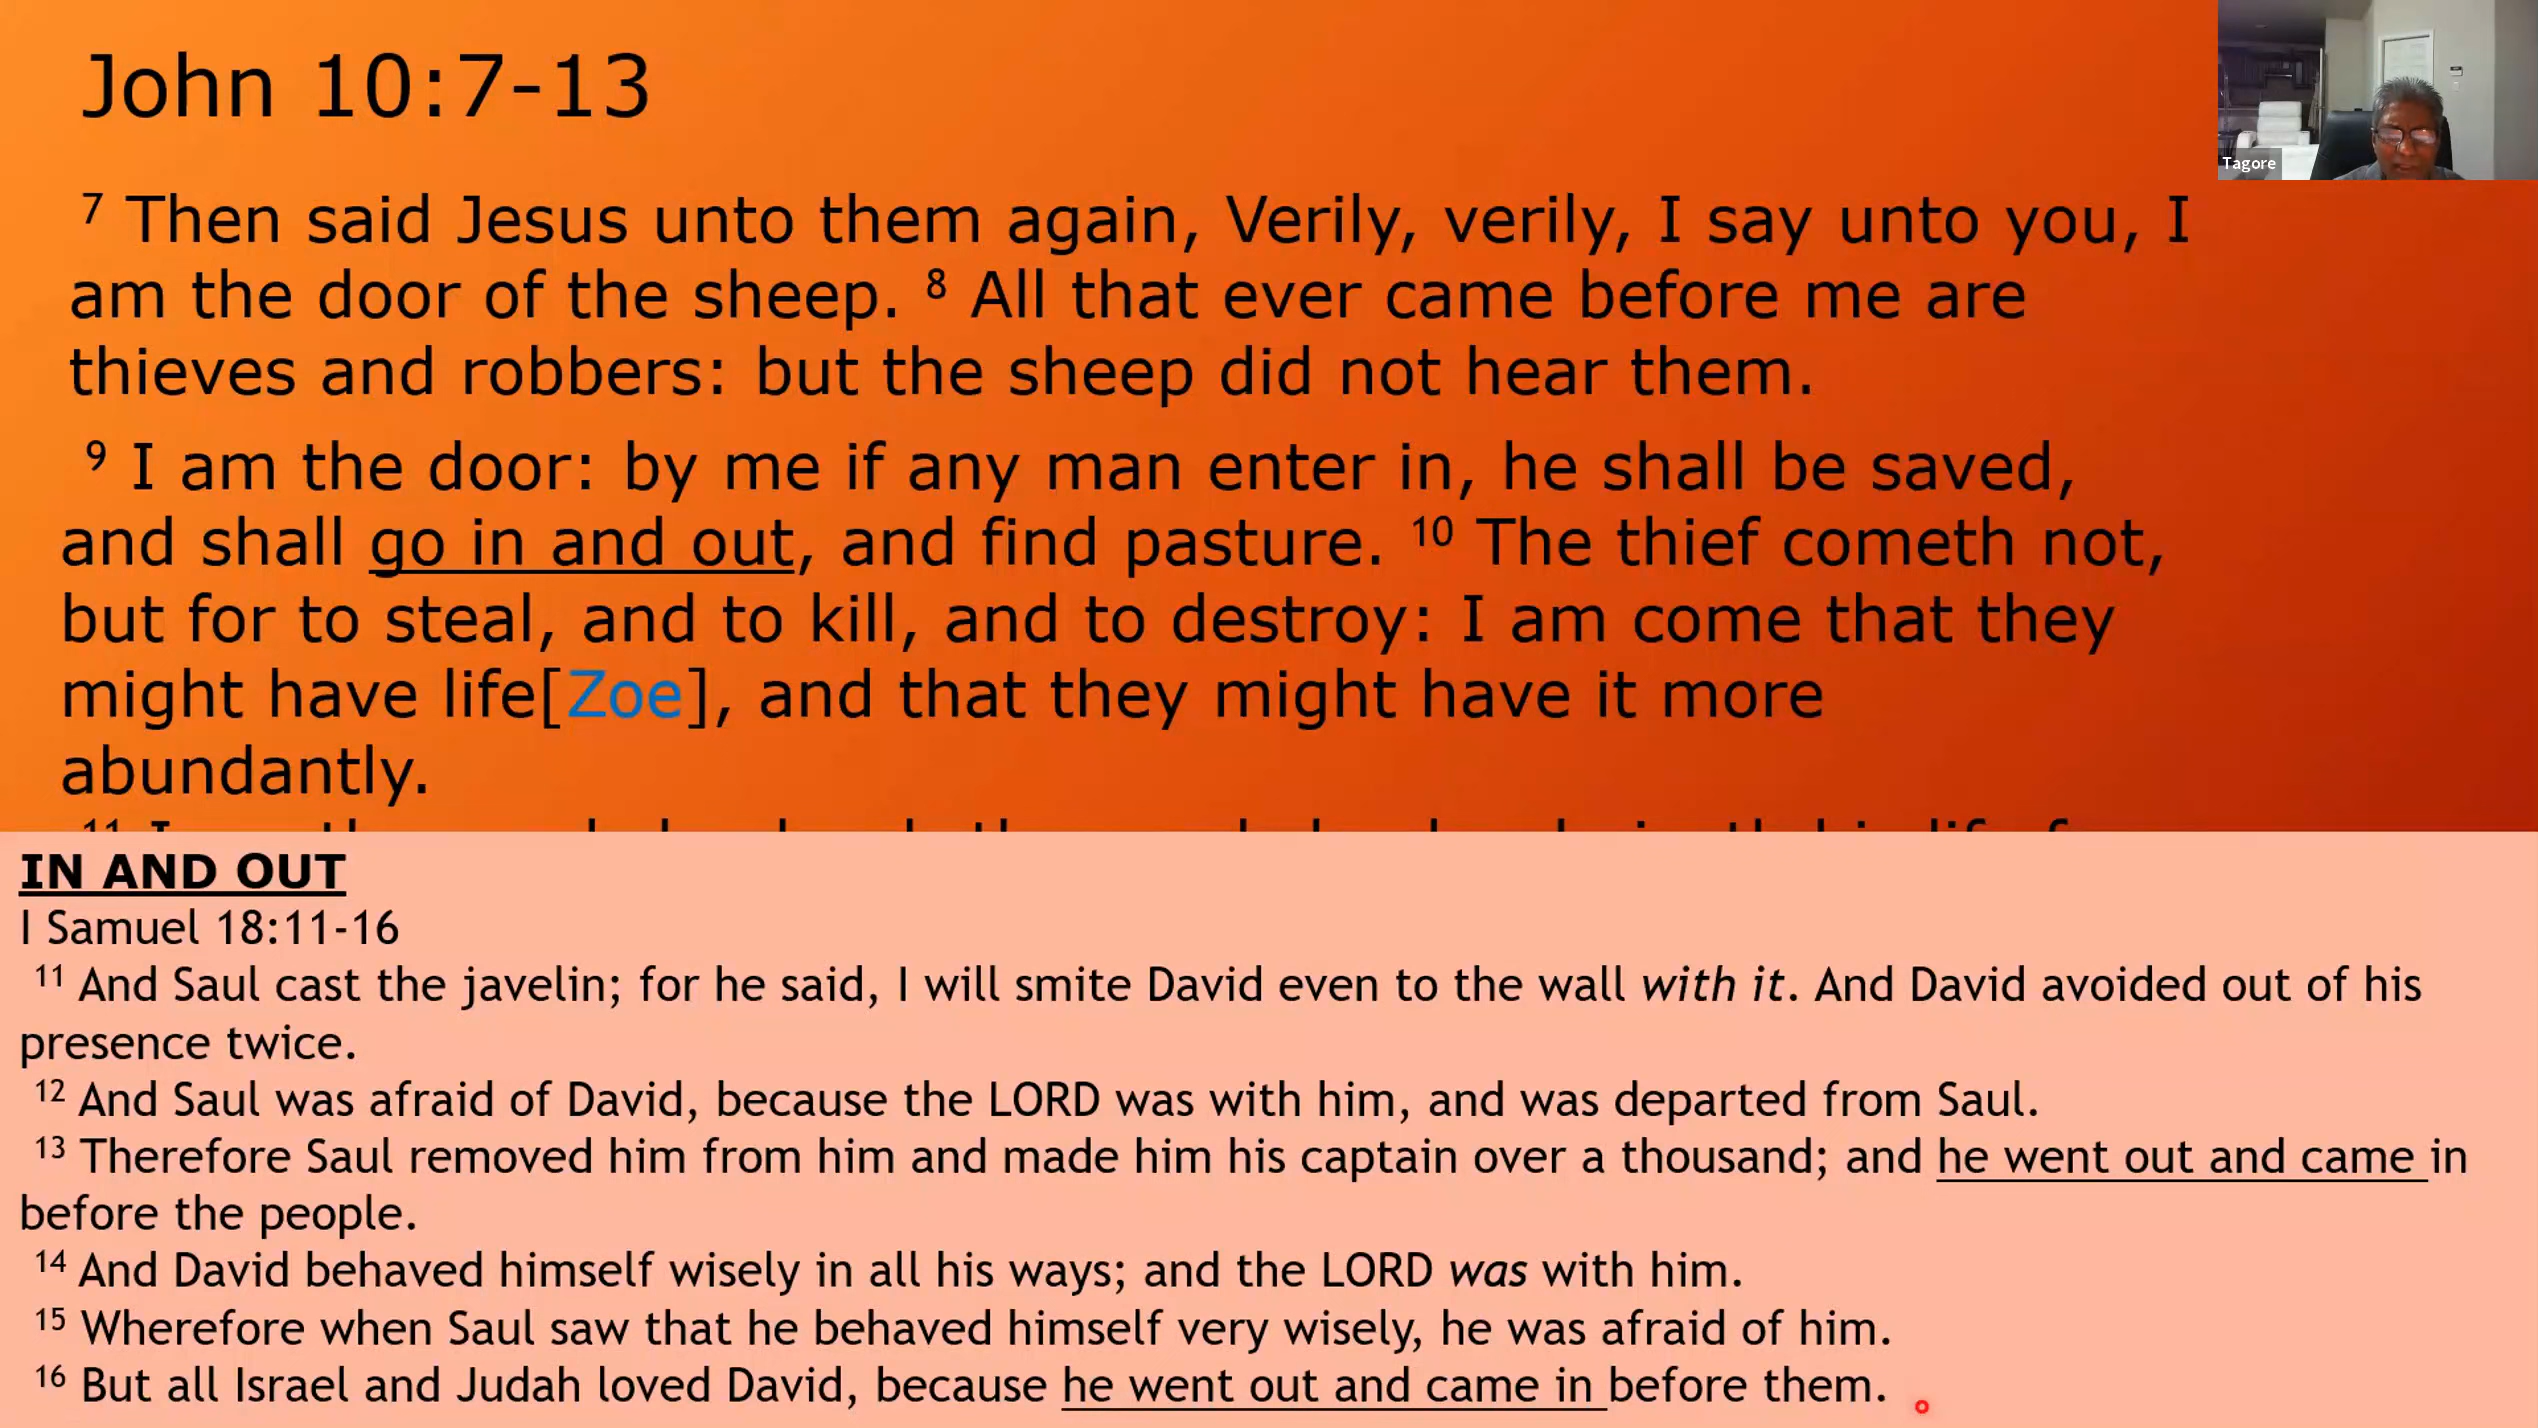 John 10:7-13
Tagore
7 Then said Jesus unto them again, Verily, verily, I say unto you, I
am the door of the sheep. 8 All that ever came before me are
thieves and robbers: but the sheep did not hear them.
9 I am the door: by me if any man enter in, he shall be saved,
and shall go in and out, and find pasture. 10 The thief cometh not,
but for to steal, and to kill, and to destroy: I am come that they
might have life[Zoe], and that they might have it more
abundantly.
IN AND OUT
I Samuel 18:11-16
11 And Saul cast the javelin; for he said, I will smite David even to the wall with it. And David avoided out of his
presence twice.
12 And Saul was afraid of David, because the LORD was with him, and was departed from Saul.
13 Therefore Saul removed him from him and made him his captain over a thousand; and he went out and came in
before the people.
14 And David behaved himself wisely in all his ways; and the LORD was with him.
15 Wherefore when Saul saw that he behaved himself very wisely, he was afraid of him.
16 But all Israel and Judah loved David, because he went out and came in before them.